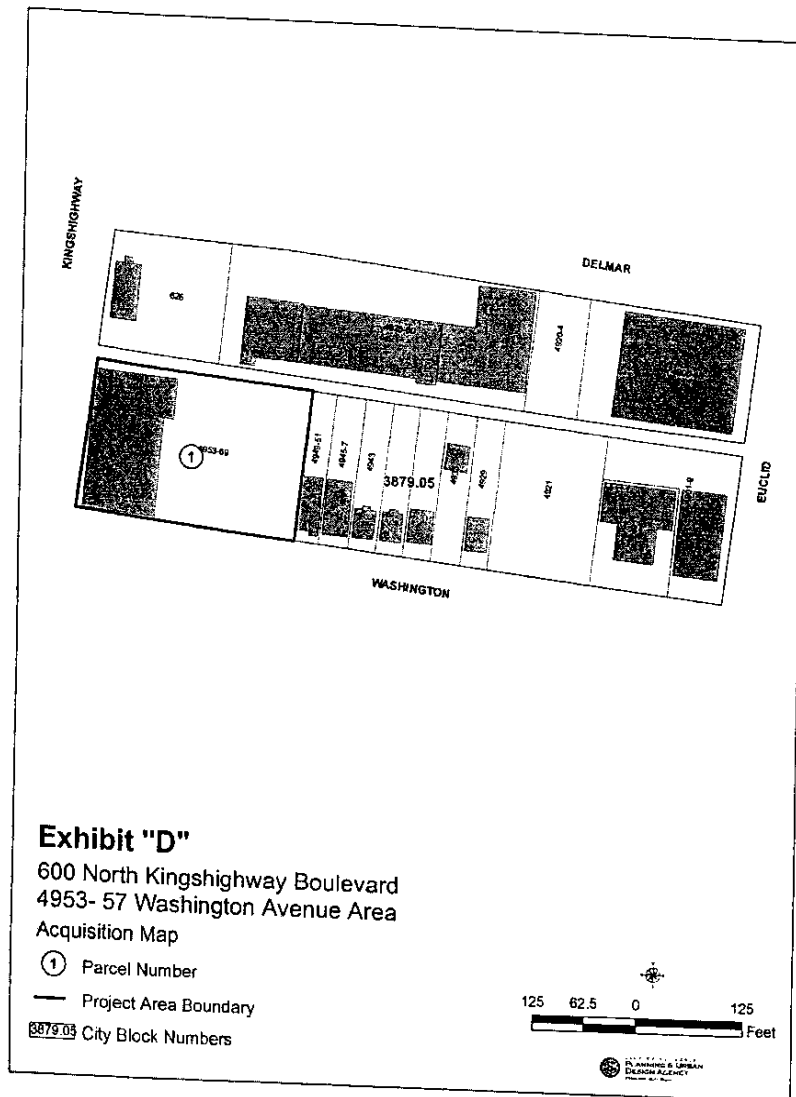 KINGSHIGHWAY
DELMAR
626
4900-4
EUCLID
4953-69
1
4949-51
4945-7
4943
3879.05
4929
4921
WASHINGTON
Exhibit "D"
600 North Kingshighway Boulevard
4953- 57 Washington Avenue Area
Acquisition Map
1 Parcel Number
Project Area Boundary
3879.05 City Block Numbers
125 62.5 0 125
Feet
PLANNING & URBAN
DESIGN AGENCY